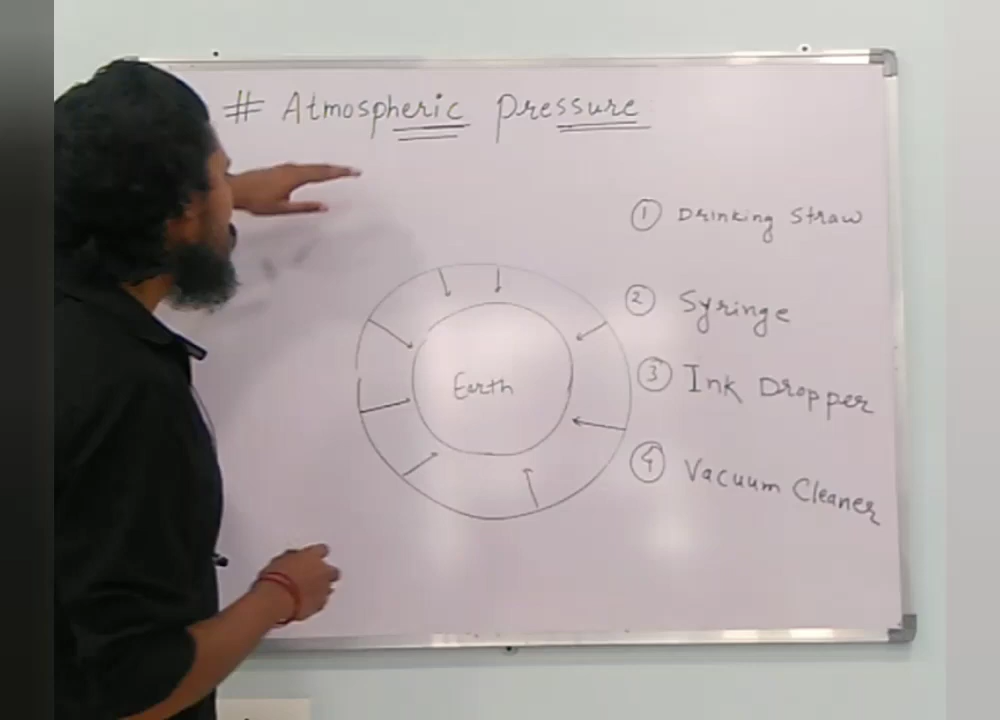 # Atmospheric Pressure
① Drinking Straw
② Syringe
③ Ink Dropper
④ Vacuum Cleaner
Earth